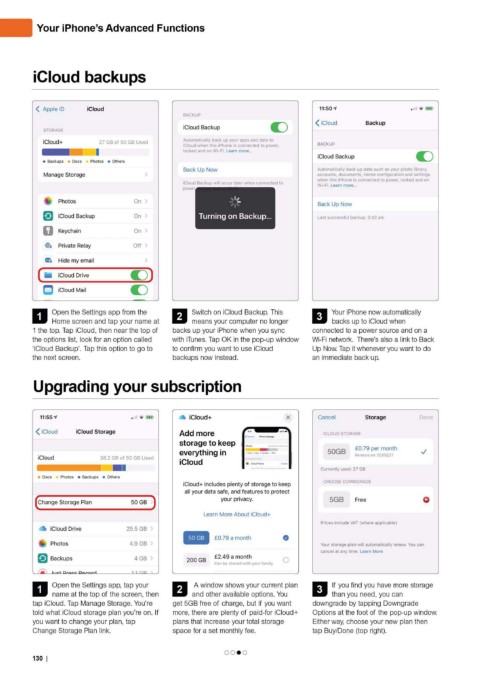 Your iPhone's Advanced Functions
iCloud backups
Apple ID iCloud
STORAGE
iCloud+ 27 GB of 50 GB Used
Backups Docs Photos Others
Manage Storage
Photos On
iCloud Backup On
Keychain On
Private Relay Off
Hide my email
iCloud Drive
iCloud Mail
BACKUP
iCloud Backup
Automatically back up your apps and data to
iCloud when this iPhone is connected to power,
locked and on Wi-Fi. Learn more...
Back Up Now
iCloud Backup will occur later when connected to
power
Turning on Backup...
11:50
iCloud Backup
BACKUP
iCloud Backup
Automatically back up data such as your photo library,
accounts, documents, Home configuration and settings
when this iPhone is connected to power, locked and on
Wi-Fi. Learn more...
Back Up Now
1 Open the Settings app from the
Home screen and tap your name at
1 the top. Tap iCloud, then near the top of
the options list, look for an option called
'iCloud Backup'. Tap this option to go to
the next screen.
2 Switch on iCloud Backup. This
means your computer no longer
backs up your iPhone when you sync
with iTunes. Tap OK in the pop-up window
to confirm you want to use iCloud
backups now instead.
3 Your iPhone now automatically
backs up to iCloud when
connected to a power source and on a
Wi-Fi network. There's also a link to Back
Up Now. Tap it whenever you want to do
an immediate back up.
Upgrading your subscription
11:55
iCloud iCloud Storage
iCloud 38.2 GB of 50 GB Used
Docs Photos Backups Others
Change Storage Plan 50 GB
iCloud Drive 25.5 GB
Photos 4.9 GB
Backups 4 GB
Just Press Record
iCloud+
Add more
storage to keep
everything in
iCloud
iCloud+ includes plenty of storage to keep
all your data safe, and features to protect
your privacy.
Learn More About iCloud+
50 GB £0.79 a month
200 GB £2.49 a month
Can be shared with your family
Cancel Storage Done
ICLOUD STORAGE
50GB £0.79 per month
Currently used: 27 GB
CHOOSE DOWNGRADE
5GB Free
Prices include VAT (where applicable)
Your storage plan will automatically renew. You can
cancel at any time. Learn More
1 Open the Settings app, tap your
name at the top of the screen, then
tap iCloud. Tap Manage Storage. You're
told what iCloud storage plan you're on. If
you want to change your plan, tap
Change Storage Plan link.
2 A window shows your current plan
and other available options. You
get 5GB free of charge, but if you want
more, there are plenty of paid-for iCloud+
plans that increase your total storage
space for a set monthly fee.
3 If you find you have more storage
than you need, you can
downgrade by tapping Downgrade
Options at the foot of the pop-up window.
Either way, choose your new plan then
tap Buy/Done (top right).
130 |